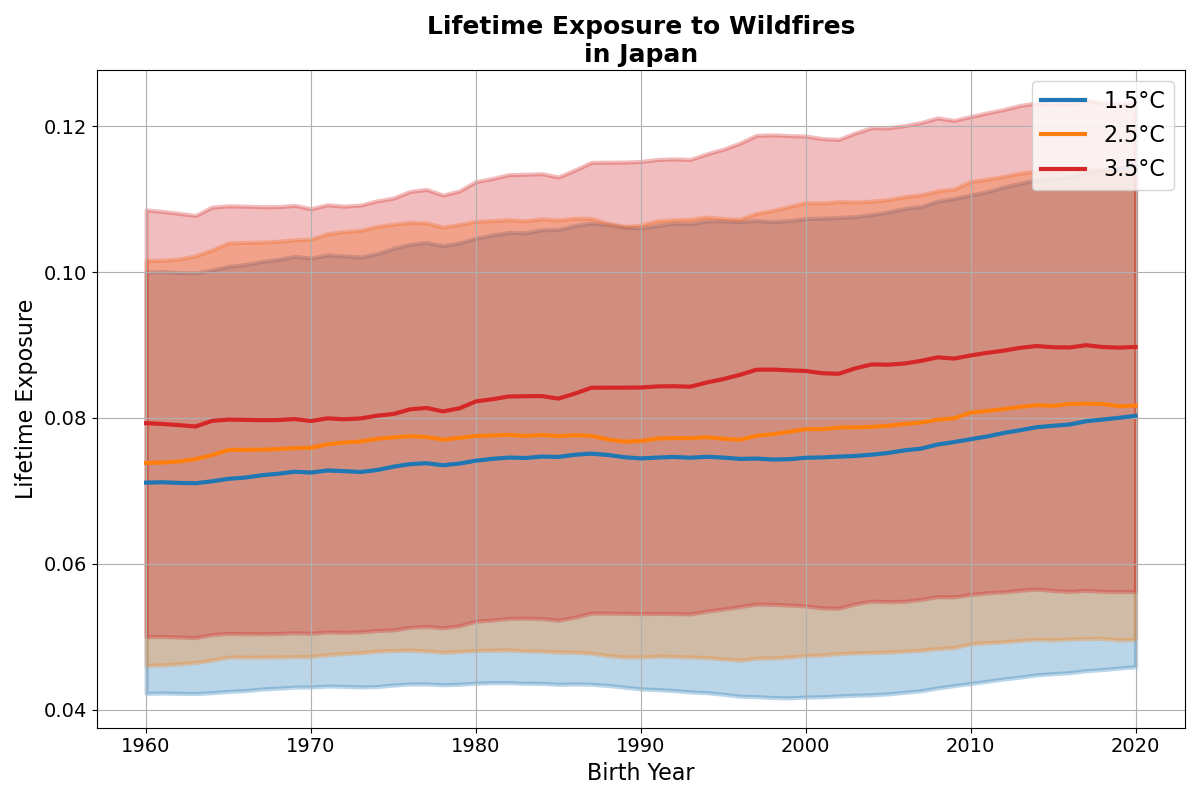 Lifetime Exposure to Wildfires
in Japan
1.5°C
2.5°C
3.5°C
Lifetime Exposure
0.12
0.10
0.08
0.06
0.04
1960
1970
1980
1990
2000
2010
2020
Birth Year